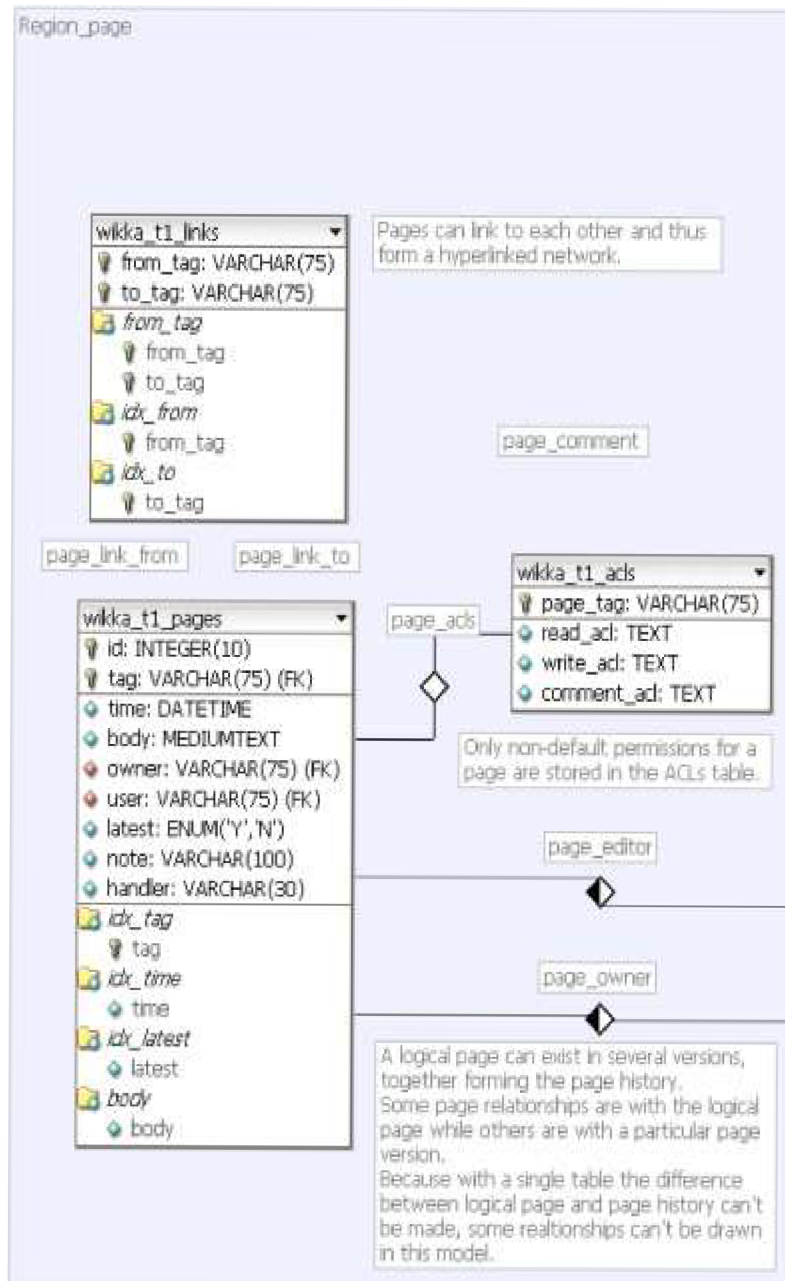 Region_page
wikka_t1_links
from_tag: VARCHAR(75)
to_tag: VARCHAR(75)
from_tag
from_tag
to_tag
idx_from
from_tag
idx_to
to_tag
Pages can link to each other and thus
form a hyperlinked network.
page_comment
page_link_from
page_link_to
wikka_t1_pages
id: INTEGER(10)
tag: VARCHAR(75) (FK)
time: DATETIME
body: MEDIUMTEXT
owner: VARCHAR(75) (FK)
user: VARCHAR(75) (FK)
latest: ENUM('Y','N')
note: VARCHAR(100)
handler: VARCHAR(30)
idx_tag
tag
idx_time
time
idx_latest
latest
body
body
page_acls
wikka_t1_acls
page_tag: VARCHAR(75)
read_acl: TEXT
write_acl: TEXT
comment_acl: TEXT
Only non-default permissions for a
page are stored in the ACLs table.
page_editor
page_owner
A logical page can exist in several versions,
together forming the page history.
Some page relationships are with the logical
page while others are with a particular page
version.
Because with a single table the difference
between logical page and page history can't
be made, some realtionships can't be drawn
in this model.